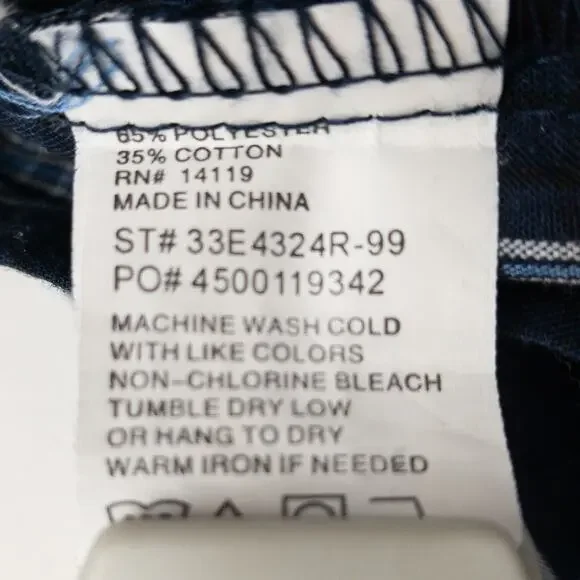 65% POLYESTER
35% COTTON
RN# 14119
MADE IN CHINA
ST# 33E4324R-99
PO# 4500119342
MACHINE WASH COLD
WITH LIKE COLORS
NON-CHLORINE BLEACH
TUMBLE DRY LOW
OR HANG TO DRY
WARM IRON IF NEEDED